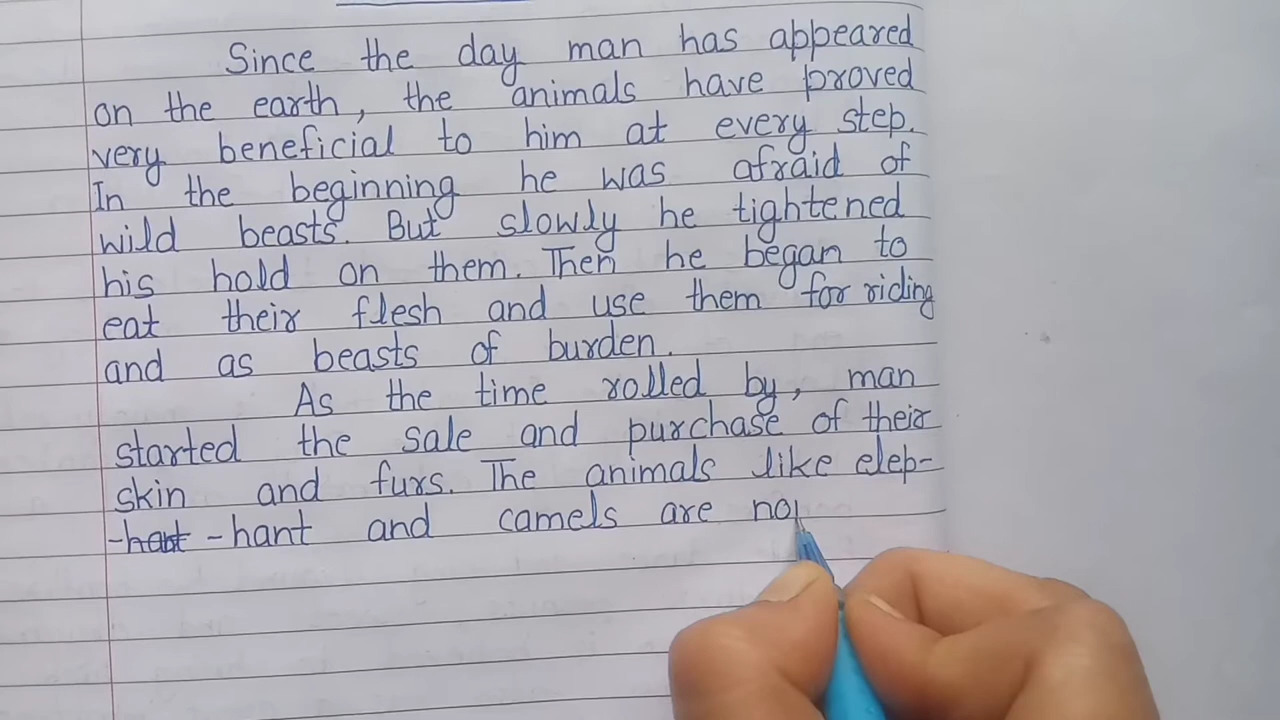 Since the day man has appeared
on the earth, the animals have proved
very beneficial to him at every step.
In the beginning he was afraid of
wild beasts. But slowly he tightened
his hold on them. Then he began to
eat their flesh and use them for riding
and as beasts of burden.
As the time rolled by, man
started the sale and purchase of their
skin and furs. The animals like elep-
-hant and camels are